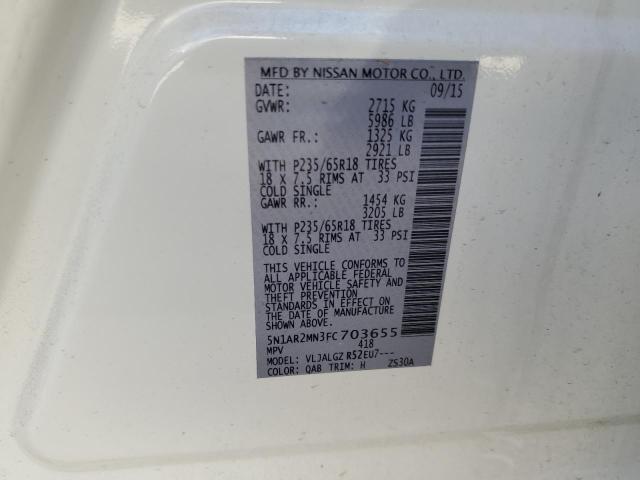 MFD BY NISSAN MOTOR CO., LTD.
DATE: 09/15
GVWR: 2715 KG
5986 LB
GAWR FR.: 1325 KG
2921 LB
WITH P235/65R18 TIRES
18 X 7.5 RIMS AT 33 PSI
COLD SINGLE
GAWR RR.: 1454 KG
3205 LB
WITH P235/65R18 TIRES
18 X 7.5 RIMS AT 33 PSI
COLD SINGLE
THIS VEHICLE CONFORMS TO
ALL APPLICABLE FEDERAL
MOTOR VEHICLE SAFETY AND
THEFT PREVENTION
STANDARDS IN EFFECT ON
THE DATE OF MANUFACTURE
SHOWN ABOVE.
5N1AR2MN3FC703655
MPV 418
MODEL: VLJALGZ R52EU7---
COLOR: QAB TRIM: H ZS30A